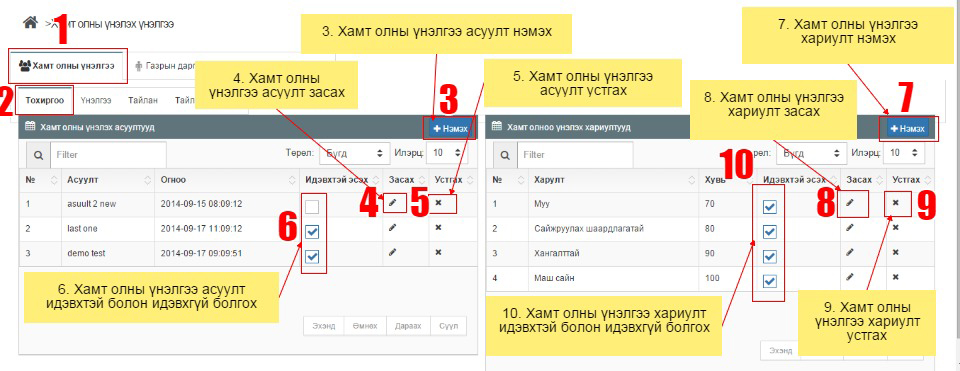 >Хамт олны үнэлэх үнэлгээ
1
Хамт олны үнэлгээ
Газрын дарг
2
Тохиргоо
Үнэлгээ
Тайлан
Тайл
3. Хамт олны үнэлгээ асуулт нэмэх
4. Хамт олны
үнэлгээ асуулт засах
5. Хамт олны үнэлгээ
асуулт устгах
7. Хамт олны үнэлгээ
хариулт нэмэх
8. Хамт олны үнэлгээ
хариулт засах
3
7
Хамт олны үнэлэх асуултууд
Нэмэх
Filter
Төрөл: Бүгд Илэрц: 10
№ Асуулт Огноо Идэвхтэй эсэх Засах Устгах
1 asuult 2 new 2014-09-15 08:09:12
2 last one 2014-09-17 11:09:12
3 demo test 2014-09-17 09:09:51
4
5
6
6. Хамт олны үнэлгээ асуулт
идэвхтэй болон идэвхгүй болгох
Эхэнд Өмнөх Дараах Сүүл
Хамт олноо үнэлэх хариултууд
Нэмэх
Filter
рөл: Бүгд Илэрц: 10
№ Харулт Хувь Идэвхтэй эсэх Засах Устгах
1 Муу 70
2 Сайжруулах шаардлагатай 80
3 Хангалттай 90
4 Маш сайн 100
10
8
9
10. Хамт олны үнэлгээ хариулт
идэвхтэй болон идэвхгүй болгох
9. Хамт олны
үнэлгээ хариулт
устгах
Эхэнд